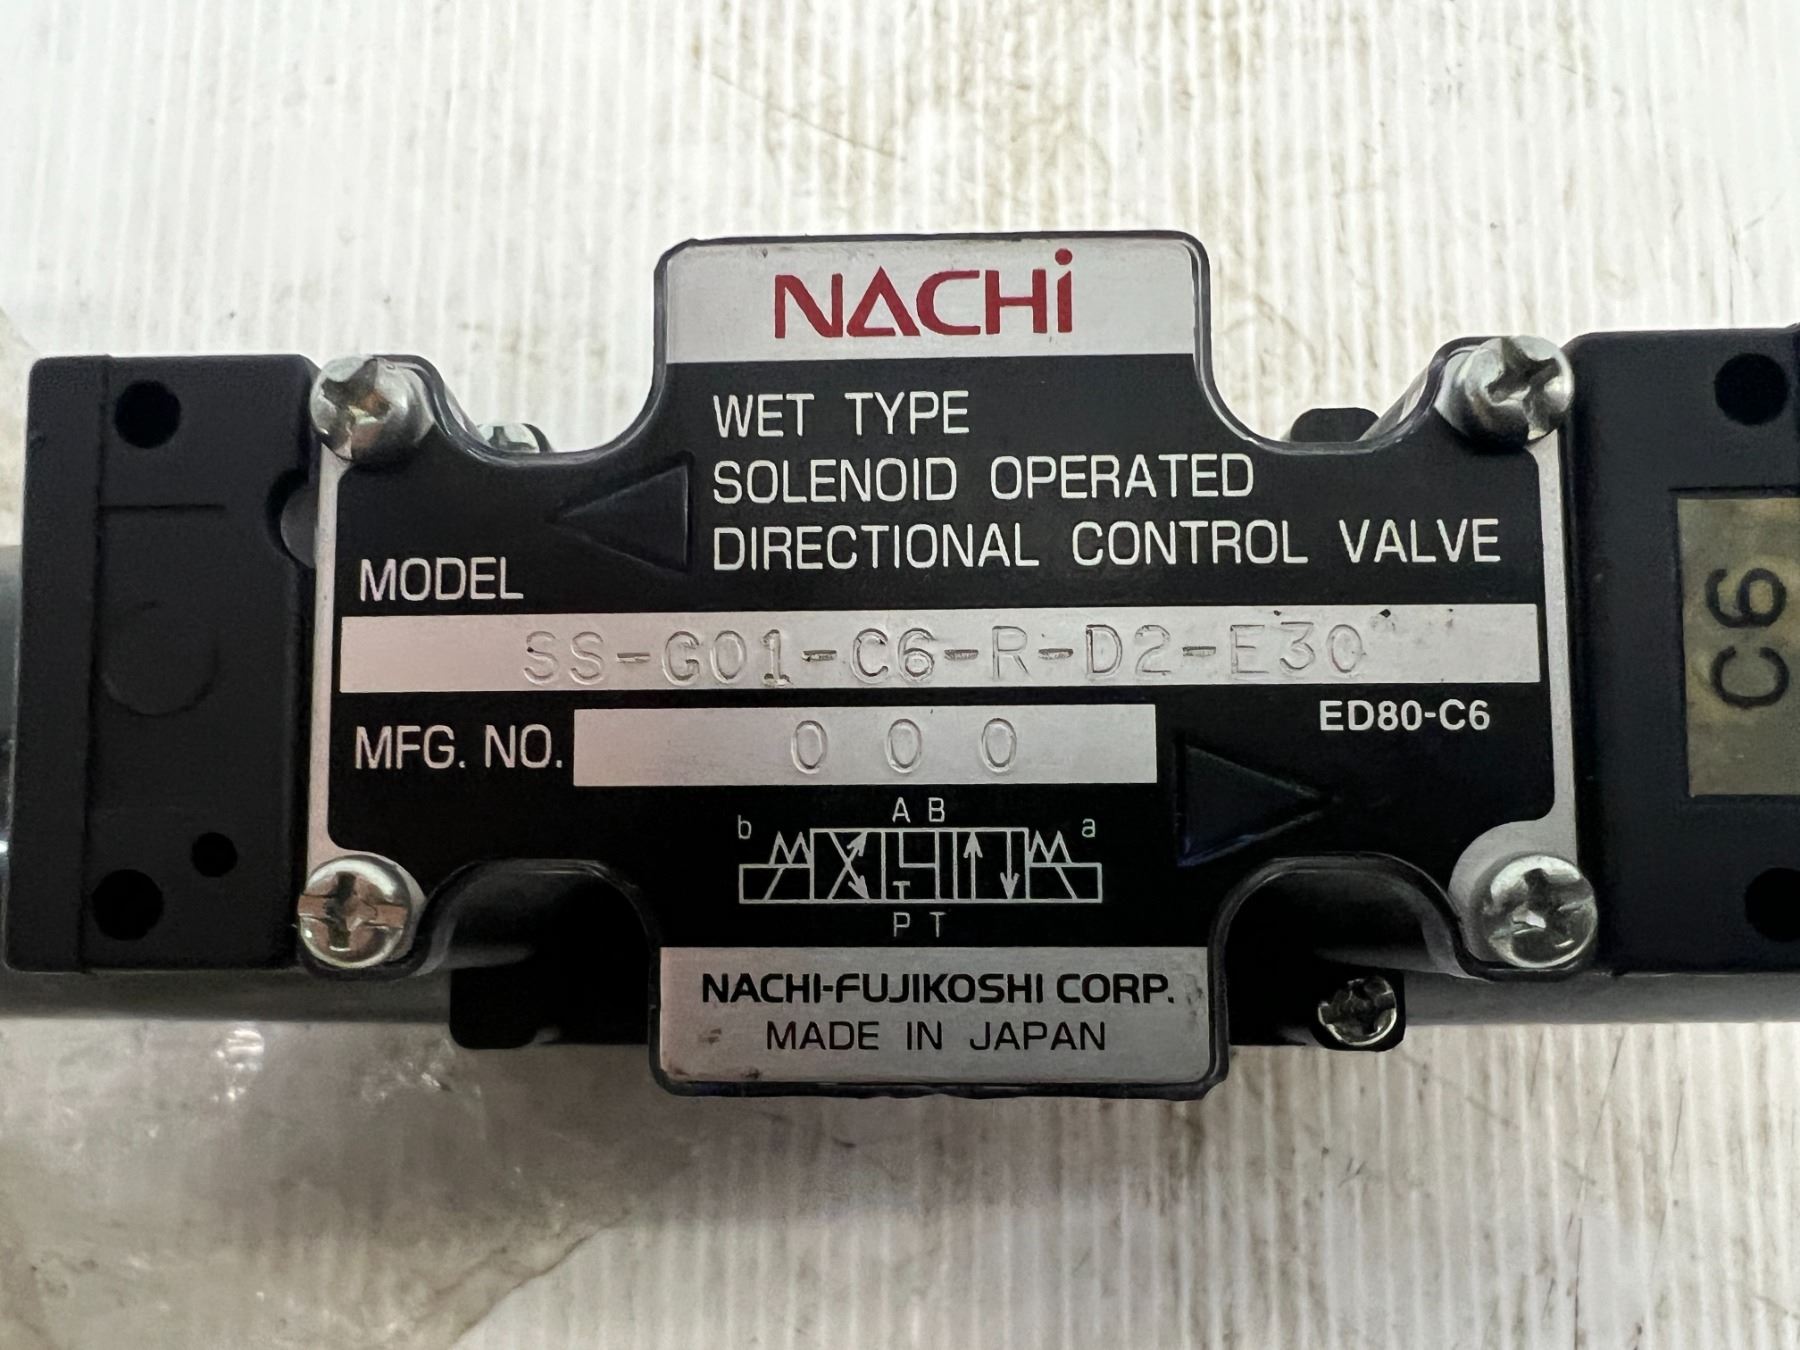 NACHi
WET TYPE
SOLENOID OPERATED
DIRECTIONAL CONTROL VALVE
MODEL
SS-G01-C6-R-D2-E30
ED80-C6
MFG. NO.
0 0 0
A B
b
a
T
P T
NACHI-FUJIKOSHI CORP.
MADE IN JAPAN
C6